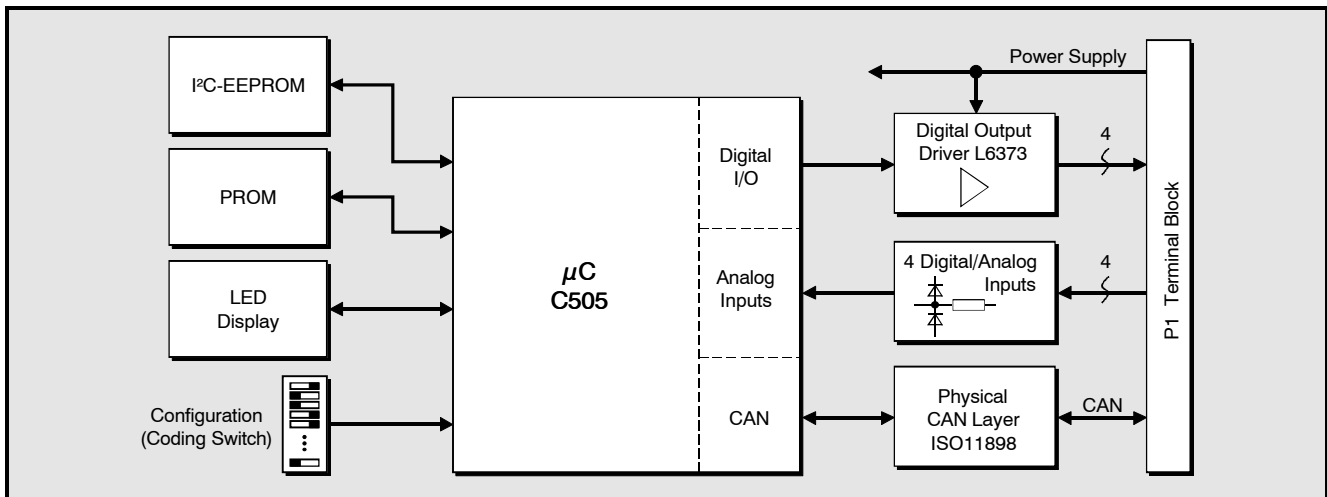 I²C-EEPROM
PROM
LED
Display
Configuration
(Coding Switch)
µC
C505
Digital
I/O
Analog
Inputs
CAN
Power Supply
Digital Output
Driver L6373
4
4 Digital/Analog
Inputs
4
Physical
CAN Layer
ISO11898
CAN
P1 Terminal Block